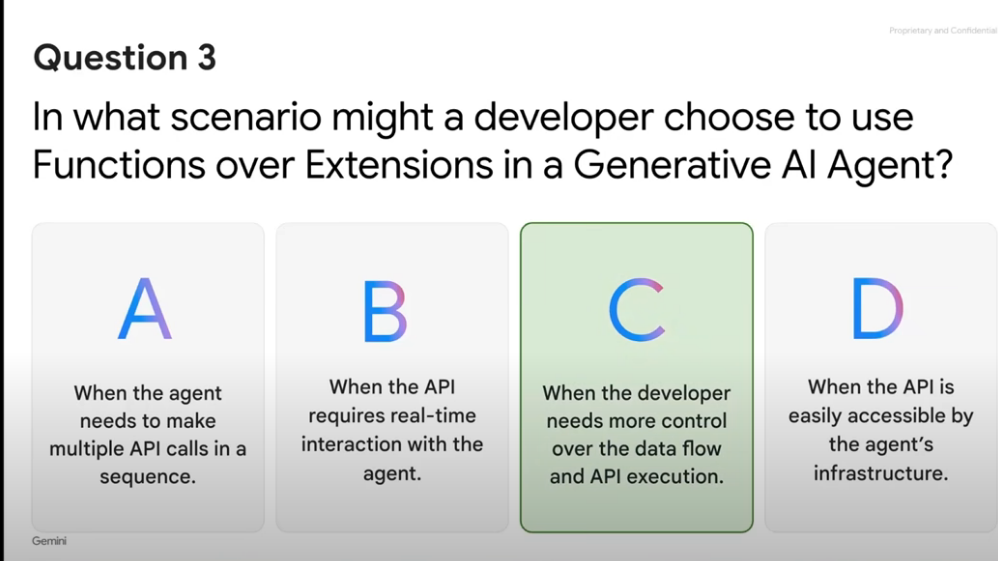 Proprietary and Confidential
Question 3
In what scenario might a developer choose to use
Functions over Extensions in a Generative AI Agent?
A
When the agent
needs to make
multiple API calls in a
sequence.
B
When the API
requires real-time
interaction with the
agent.
C
When the developer
needs more control
over the data flow
and API execution.
D
When the API is
easily accessible by
the agent's
infrastructure.
Gemini